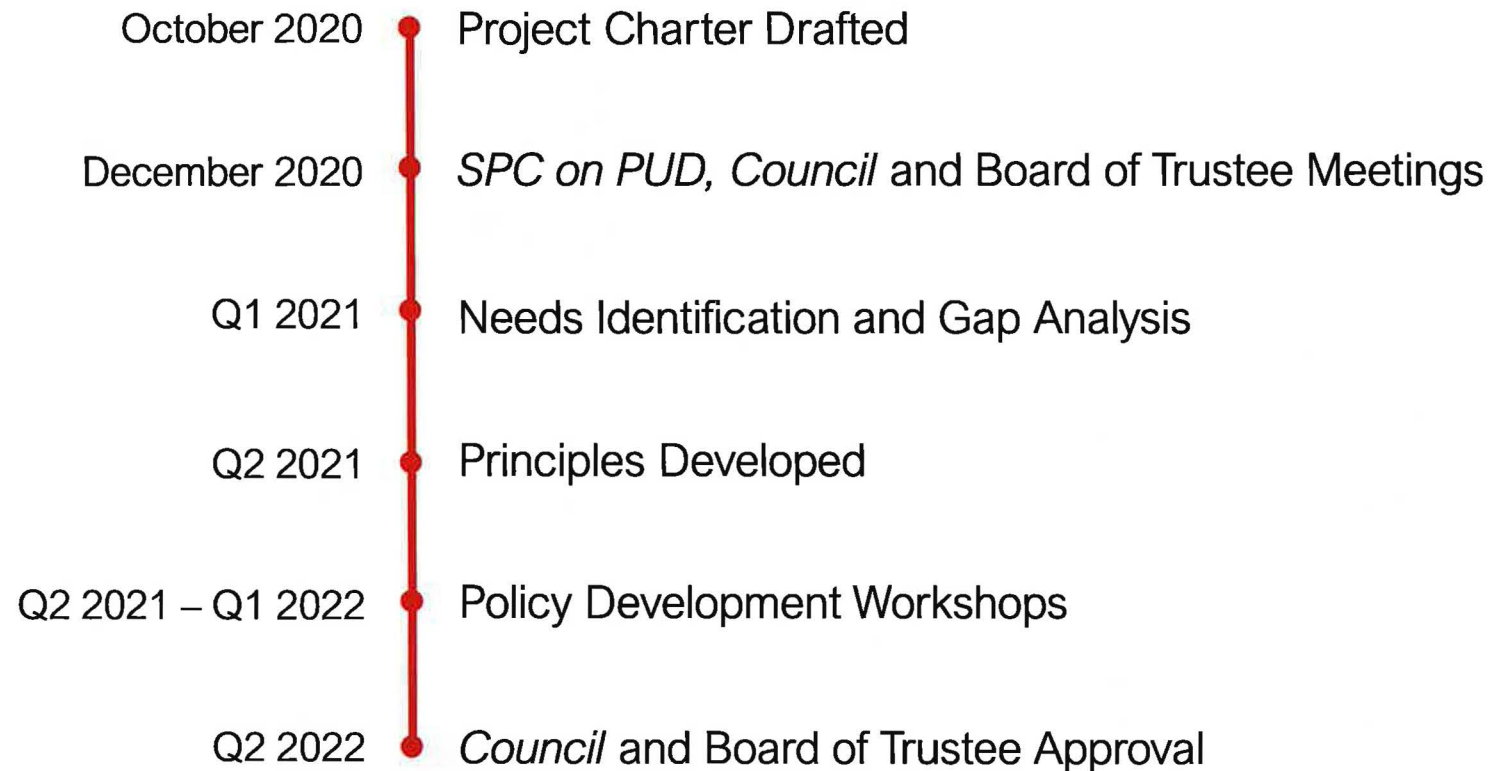 October 2020 Project Charter Drafted
December 2020 SPC on PUD, Council and Board of Trustee Meetings
Q1 2021 Needs Identification and Gap Analysis
Q2 2021 Principles Developed
Q2 2021 – Q1 2022 Policy Development Workshops
Q2 2022 Council and Board of Trustee Approval